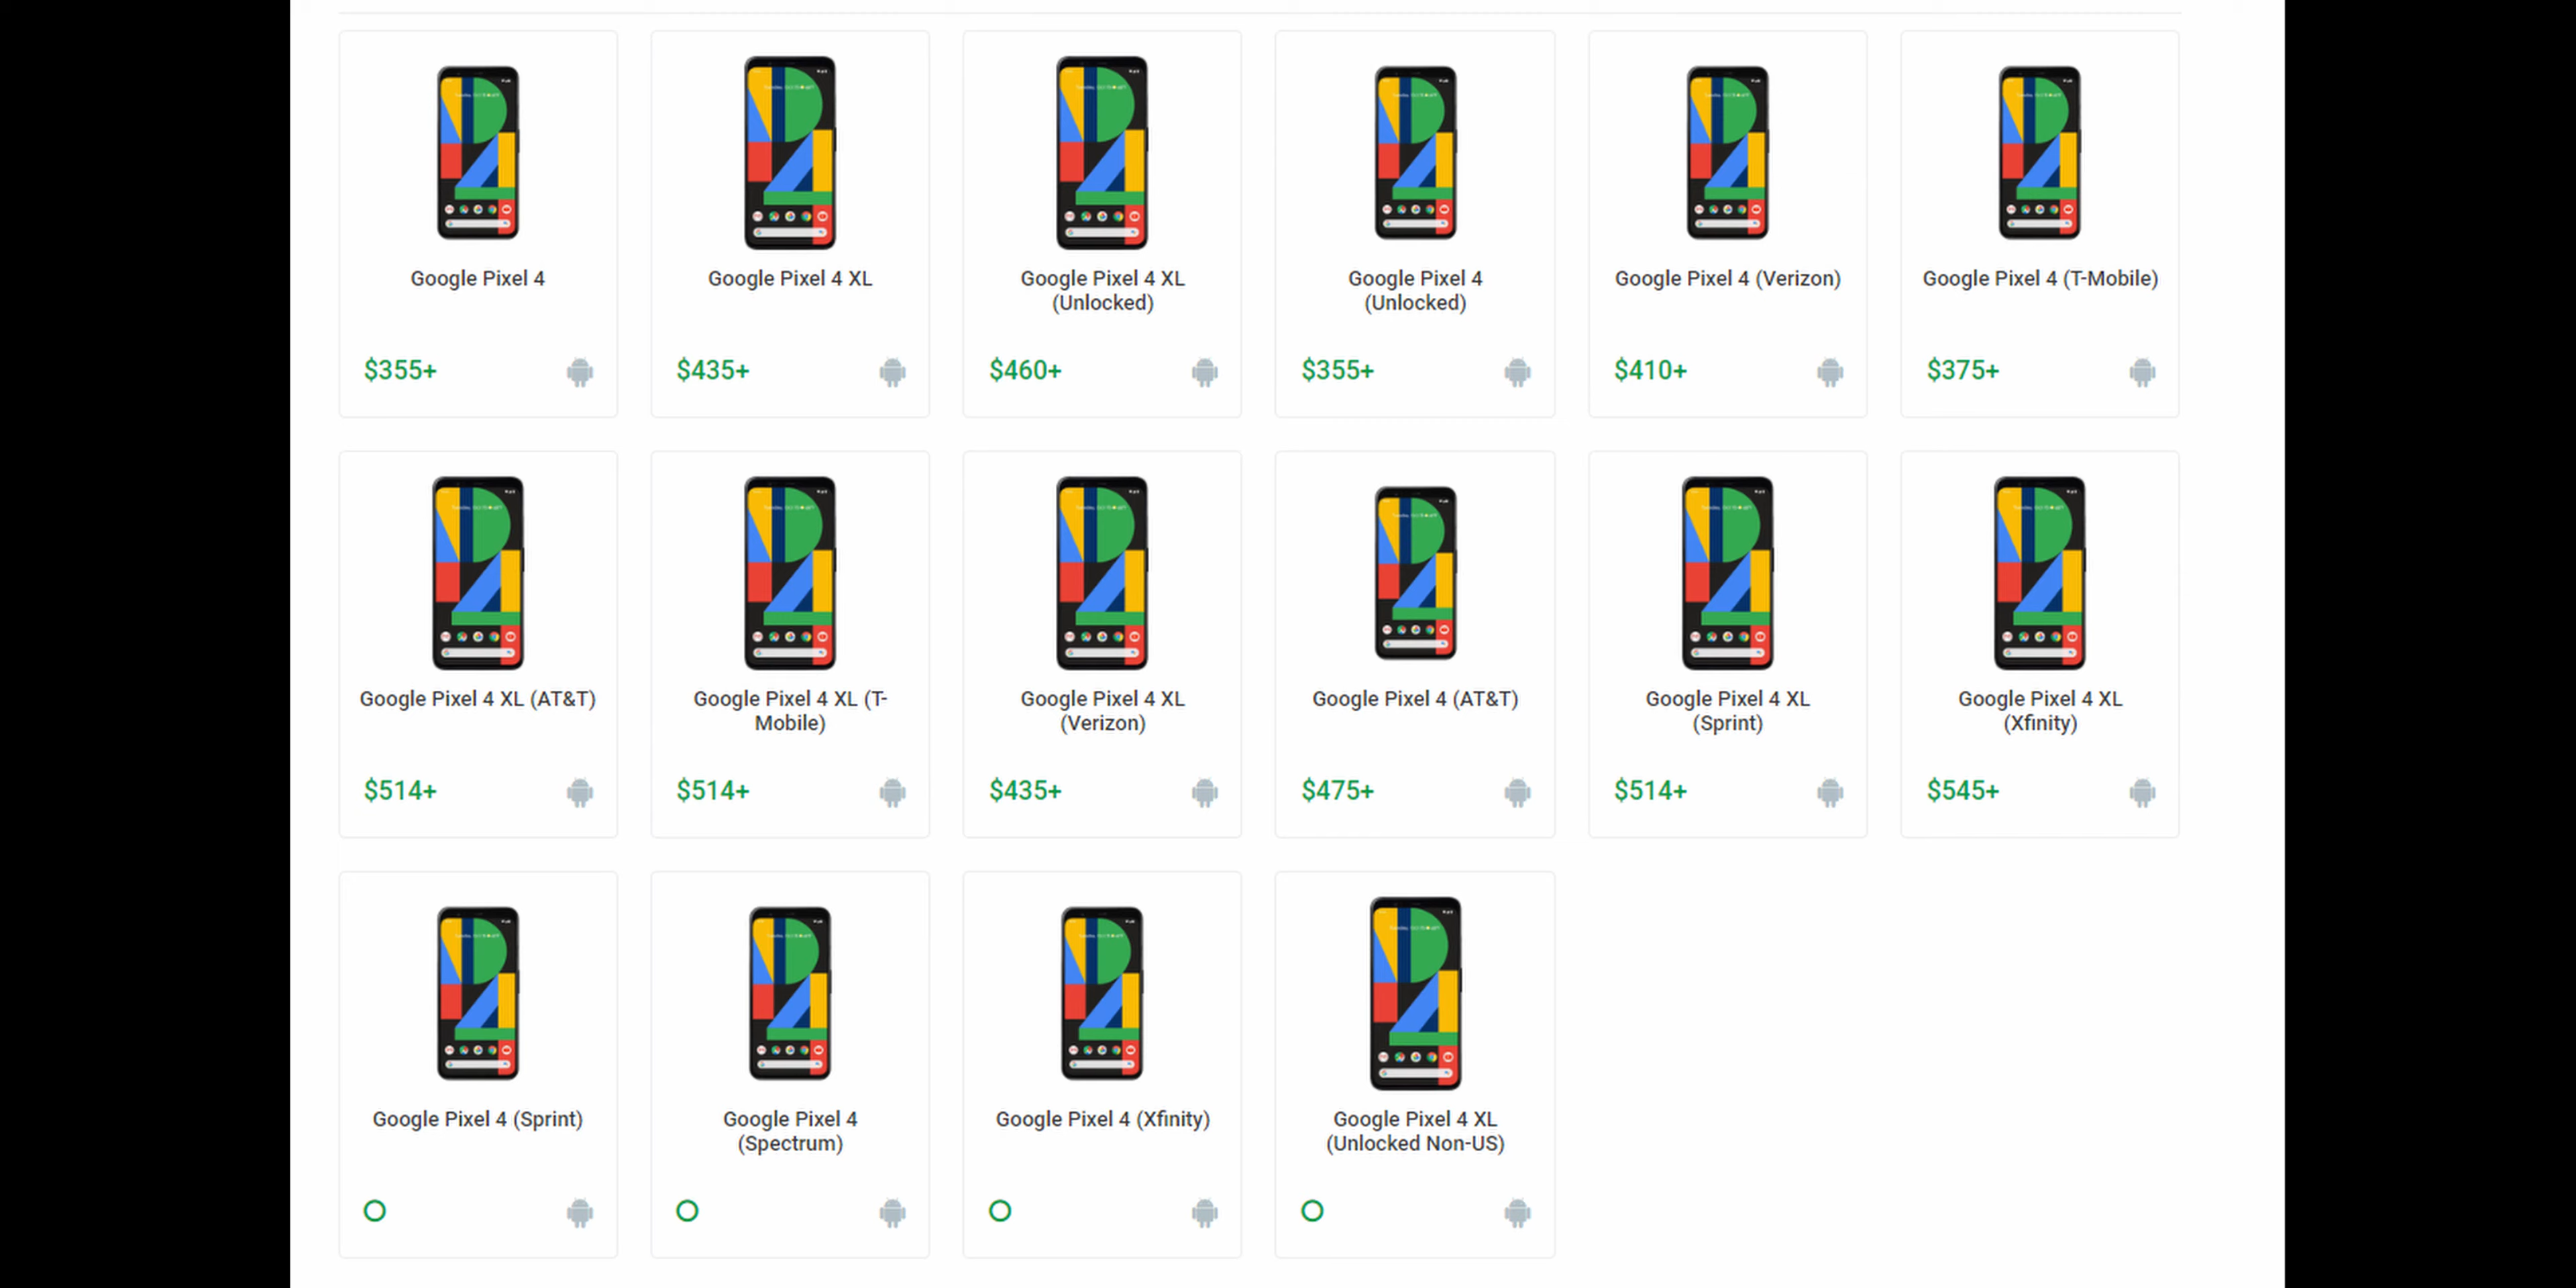 Google Pixel 4
$355+
Google Pixel 4 XL
$435+
Google Pixel 4 XL
(Unlocked)
$460+
Google Pixel 4
(Unlocked)
$355+
Google Pixel 4 (Verizon)
$410+
Google Pixel 4 (T-Mobile)
$375+
Google Pixel 4 XL (AT&T)
$514+
Google Pixel 4 XL (T-
Mobile)
$514+
Google Pixel 4 XL
(Verizon)
$435+
Google Pixel 4 (AT&T)
$475+
Google Pixel 4 XL
(Sprint)
$514+
Google Pixel 4 XL
(Xfinity)
$545+
Google Pixel 4 (Sprint)
Google Pixel 4
(Spectrum)
Google Pixel 4 (Xfinity)
Google Pixel 4 XL
(Unlocked Non-US)